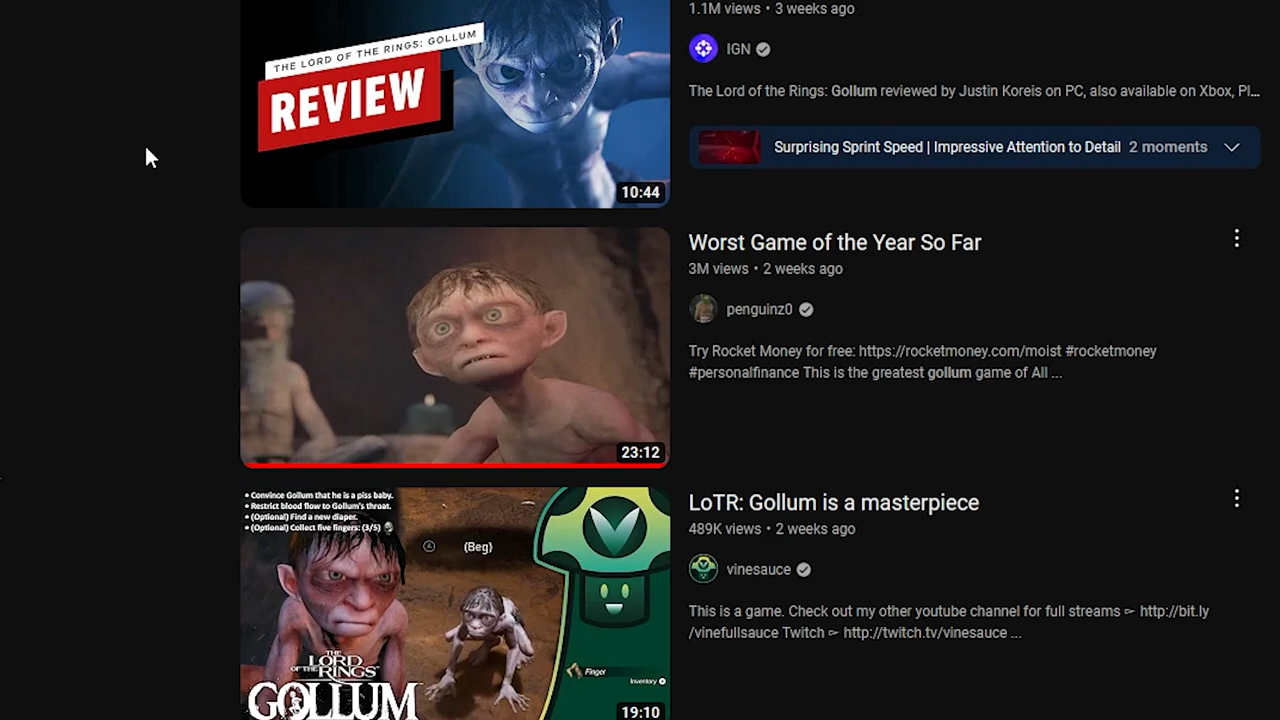 1.1M views • 3 weeks ago
THE LORD OF THE RINGS: GOLLUM
REVIEW
IGN
The Lord of the Rings: Gollum reviewed by Justin Koreis on PC, also available on Xbox, Pl...
Surprising Sprint Speed | Impressive Attention to Detail 2 moments
10:44
Worst Game of the Year So Far
3M views • 2 weeks ago
penguinz0
Try Rocket Money for free: https://rocketmoney.com/moist #rocketmoney
#personalfinance This is the greatest gollum game of All ...
23:12
• Convince Gollum that he is a piss baby.
• Restrict blood flow to Gollum's throat.
• (Optional) Find a new diaper.
• (Optional) Collect five fingers: (3/5)
A (Beg)
THE
LORD
OF THE RINGS
GOLLUM
Finger
Inventory
19:10
LoTR: Gollum is a masterpiece
489K views • 2 weeks ago
vinesauce
This is a game. Check out my other youtube channel for full streams ► http://bit.ly
/vinefullsauce Twitch ► http://twitch.tv/vinesauce ...